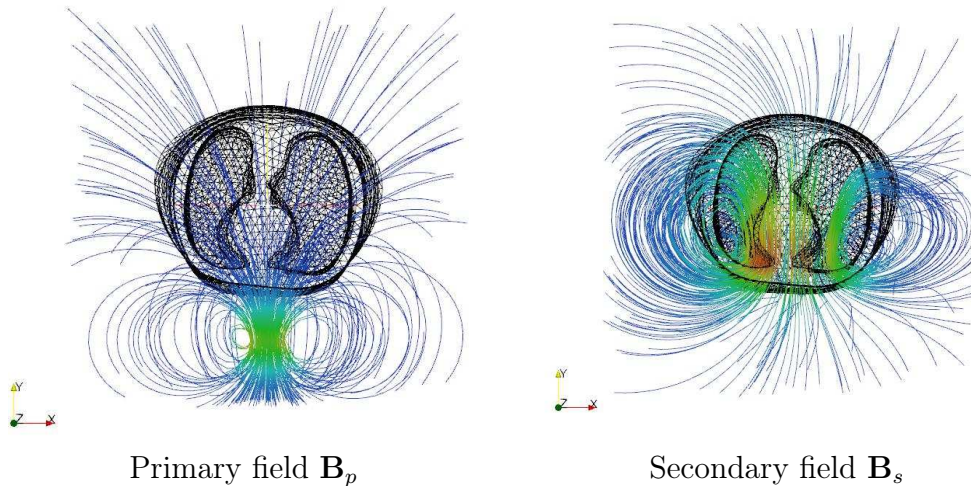 Y
Z X
Y
Z X
Primary field Bₚ
Secondary field Bₛ